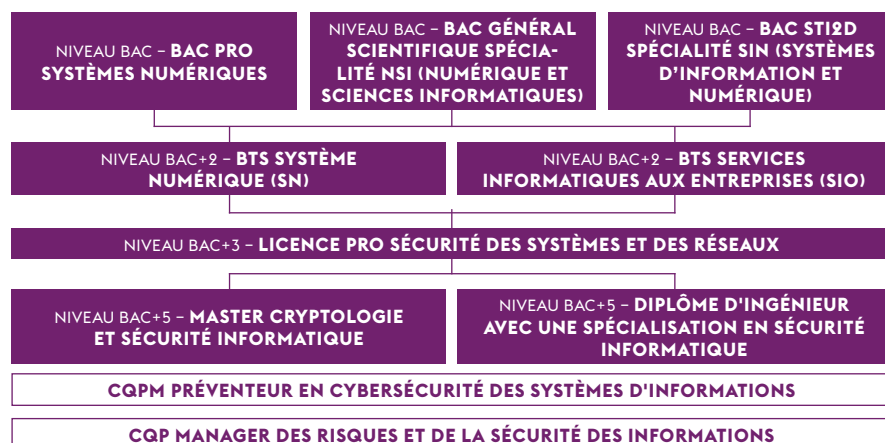 NIVEAU BAC – BAC PRO
SYSTÈMES NUMÉRIQUES
NIVEAU BAC – BAC GÉNÉRAL
SCIENTIFIQUE SPÉCIA-
LITÉ NSI (NUMÉRIQUE ET
SCIENCES INFORMATIQUES)
NIVEAU BAC – BAC STI2D
SPÉCIALITÉ SIN (SYSTÈMES
D’INFORMATION ET
NUMÉRIQUE)
NIVEAU BAC+2 – BTS SYSTÈME
NUMÉRIQUE (SN)
NIVEAU BAC+2 – BTS SERVICES
INFORMATIQUES AUX ENTREPRISES (SIO)
NIVEAU BAC+3 – LICENCE PRO SÉCURITÉ DES SYSTÈMES ET DES RÉSEAUX
NIVEAU BAC+5 – MASTER CRYPTOLOGIE
ET SÉCURITÉ INFORMATIQUE
NIVEAU BAC+5 – DIPLÔME D'INGÉNIEUR
AVEC UNE SPÉCIALISATION EN SÉCURITÉ
INFORMATIQUE
CQPM PRÉVENTEUR EN CYBERSÉCURITÉ DES SYSTÈMES D'INFORMATIONS
CQP MANAGER DES RISQUES ET DE LA SÉCURITÉ DES INFORMATIONS